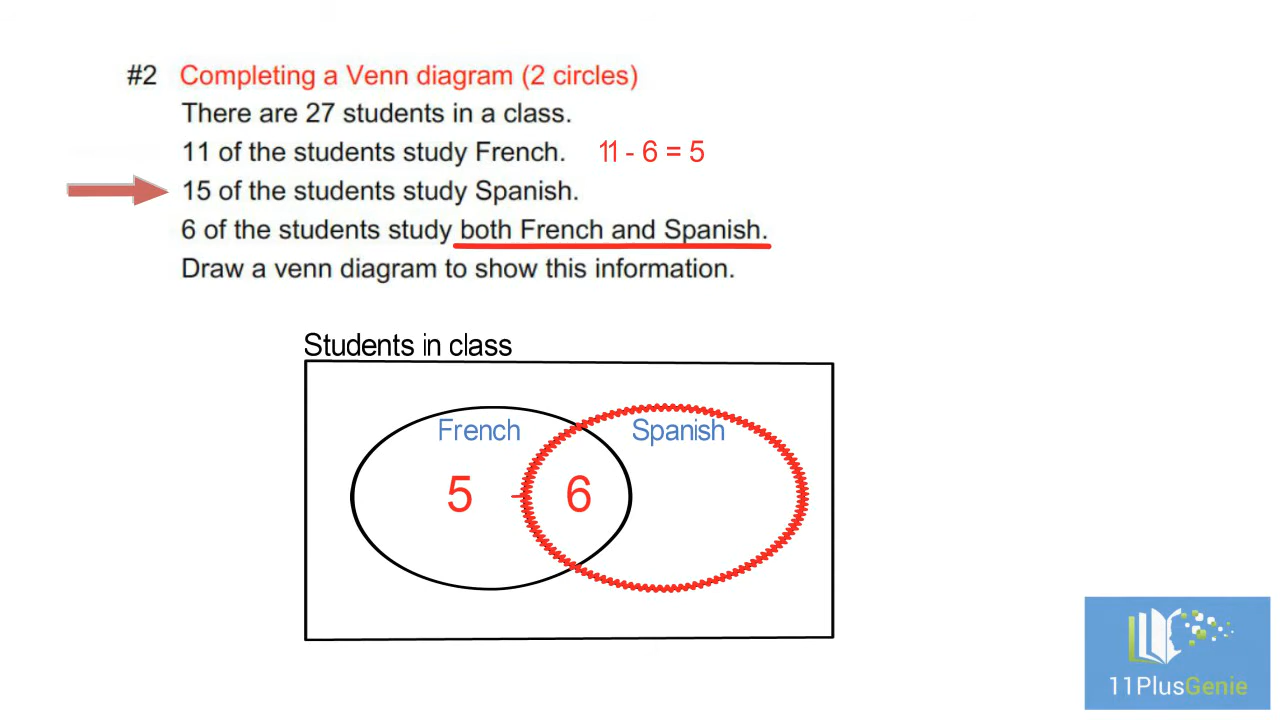 #2 Completing a Venn diagram (2 circles)
There are 27 students in a class.
11 of the students study French. 11 - 6 = 5
15 of the students study Spanish.
6 of the students study both French and Spanish.
Draw a venn diagram to show this information.
Students in class
French Spanish
5 6
11PlusGenie